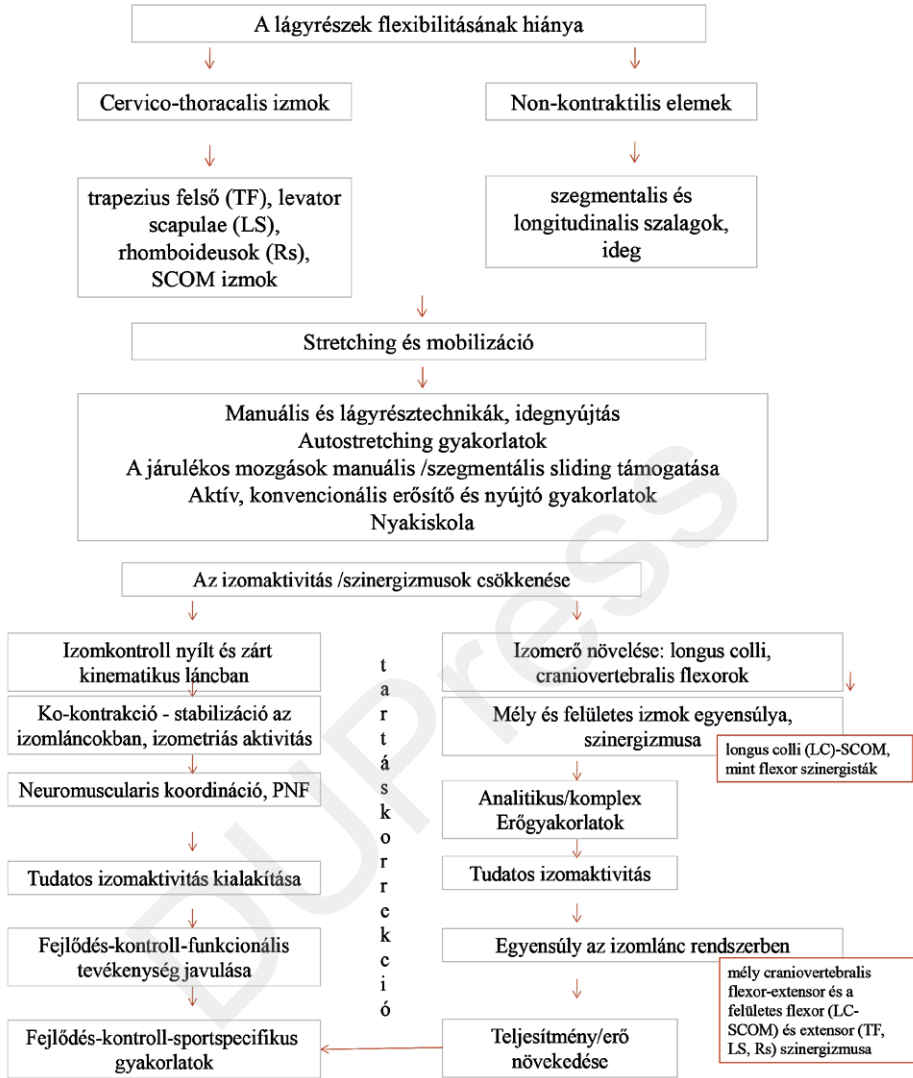 A lágyrészek flexibilitásának hiánya
Cervico-thoracalis izmok
Non-kontraktilis elemek
trapezius felső (TF), levator
scapulae (LS),
rhomboideusok (Rs),
SCOM izmok
szegmentalis és
longitudinalis szalagok,
ideg
Stretching és mobilizáció
Manuális és lágyrésztechnikák, idegnyújtás
Autostretching gyakorlatok
A járulékos mozgások manuális /szegmentális sliding támogatása
Aktív, konvencionális erősítő és nyújtó gyakorlatok
Nyakiskola
Az izomaktivitás /szinergizmusok csökkenése
Izomkontroll nyílt és zárt
kinematikus láncban
Ko-kontrakció - stabilizáció az
izomláncokban, izometriás aktivitás
Neuromuscularis koordináció, PNF
Tudatos izomaktivitás kialakítása
Fejlődés-kontroll-funkcionális
tevékenység javulása
Fejlődés-kontroll-sportspecifikus
gyakorlatok
tartáskorrekció
Izomerő növelése: longus colli,
craniovertebralis flexorok
Mély és felületes izmok egyensúlya,
szinergizmusa
longus colli (LC)-SCOM,
mint flexor szinergisták
Analitikus/komplex
Erőgyakorlatok
Tudatos izomaktivitás
Egyensúly az izomlánc rendszerben
mély craniovertebralis
flexor-extensor és a
felületes flexor (LC-
SCOM) és extensor (TF,
LS, Rs) szinergizmusa
Teljesítmény/erő
növekedése
DUPress